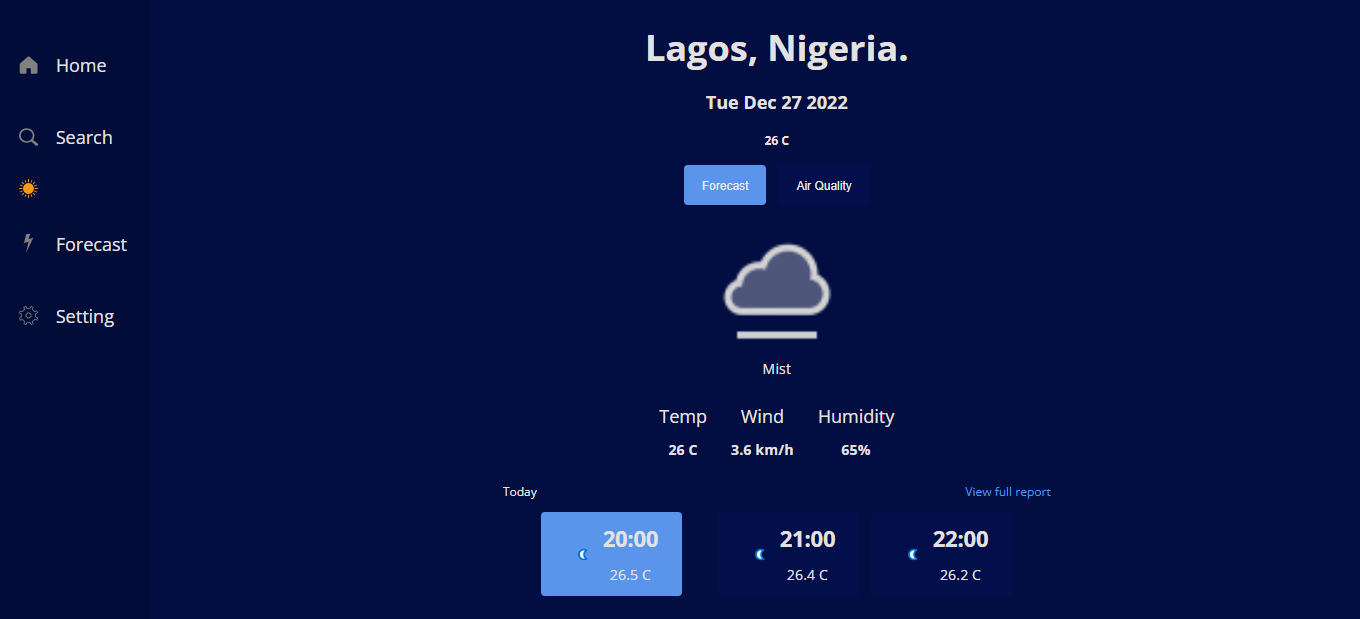 Home
Search
Forecast
Setting
Lagos, Nigeria.
Tue Dec 27 2022
26 C
Forecast Air Quality
Mist
Temp Wind Humidity
26 C 3.6 km/h 65%
Today View full report
20:00 21:00 22:00
26.5 C 26.4 C 26.2 C